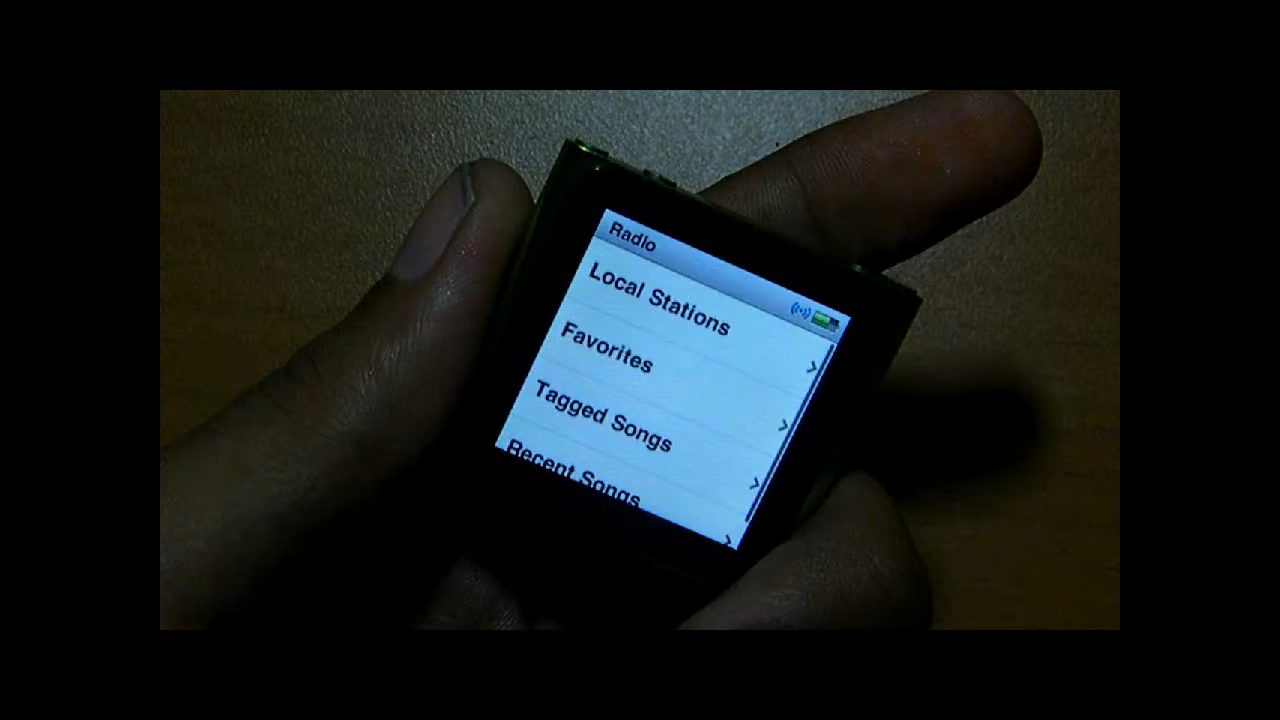 Radio
Local Stations
Favorites
Tagged Songs
Recent Songs